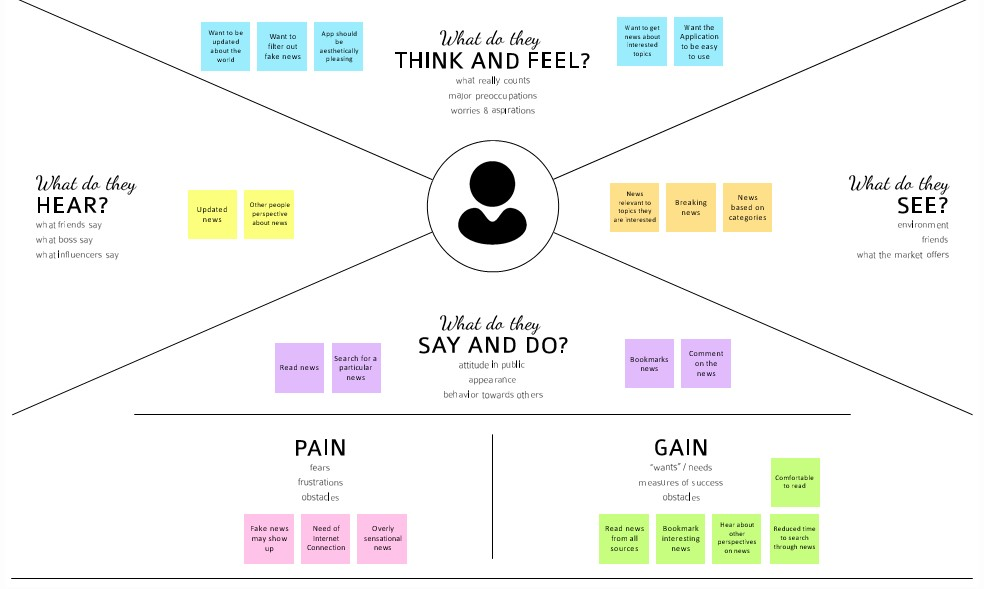 Want to be
updated
about the
world
Want to
filter out
fake news
App should
be
aesthetically
pleasing
What do they
THINK AND FEEL?
what really counts
major preoccupations
worries & aspirations
Want to get
news about
interested
topics
Want the
Application
to be easy
to use
What do they
HEAR?
what friends say
what boss say
what influencers say
Updated
news
Other people
perspective
about news
News
relevant to
topics they
are interested
Breaking
news
News
based on
categories
What do they
SEE?
environment
friends
what the market offers
What do they
SAY AND DO?
attitude in public
appearance
behavior towards others
Read news
Search for a
particular
news
Bookmarks
news
Comment
on the
news
PAIN
fears
frustrations
obstacles
Fake news
may show
up
Need of
Internet
Connection
Overly
sensational
news
GAIN
"wants" / needs
measures of success
obstacles
Comfortable
to read
Read news
from all
sources
Bookmark
interesting
news
Hear about
other
perspectives
on news
Reduced time
to search
through news